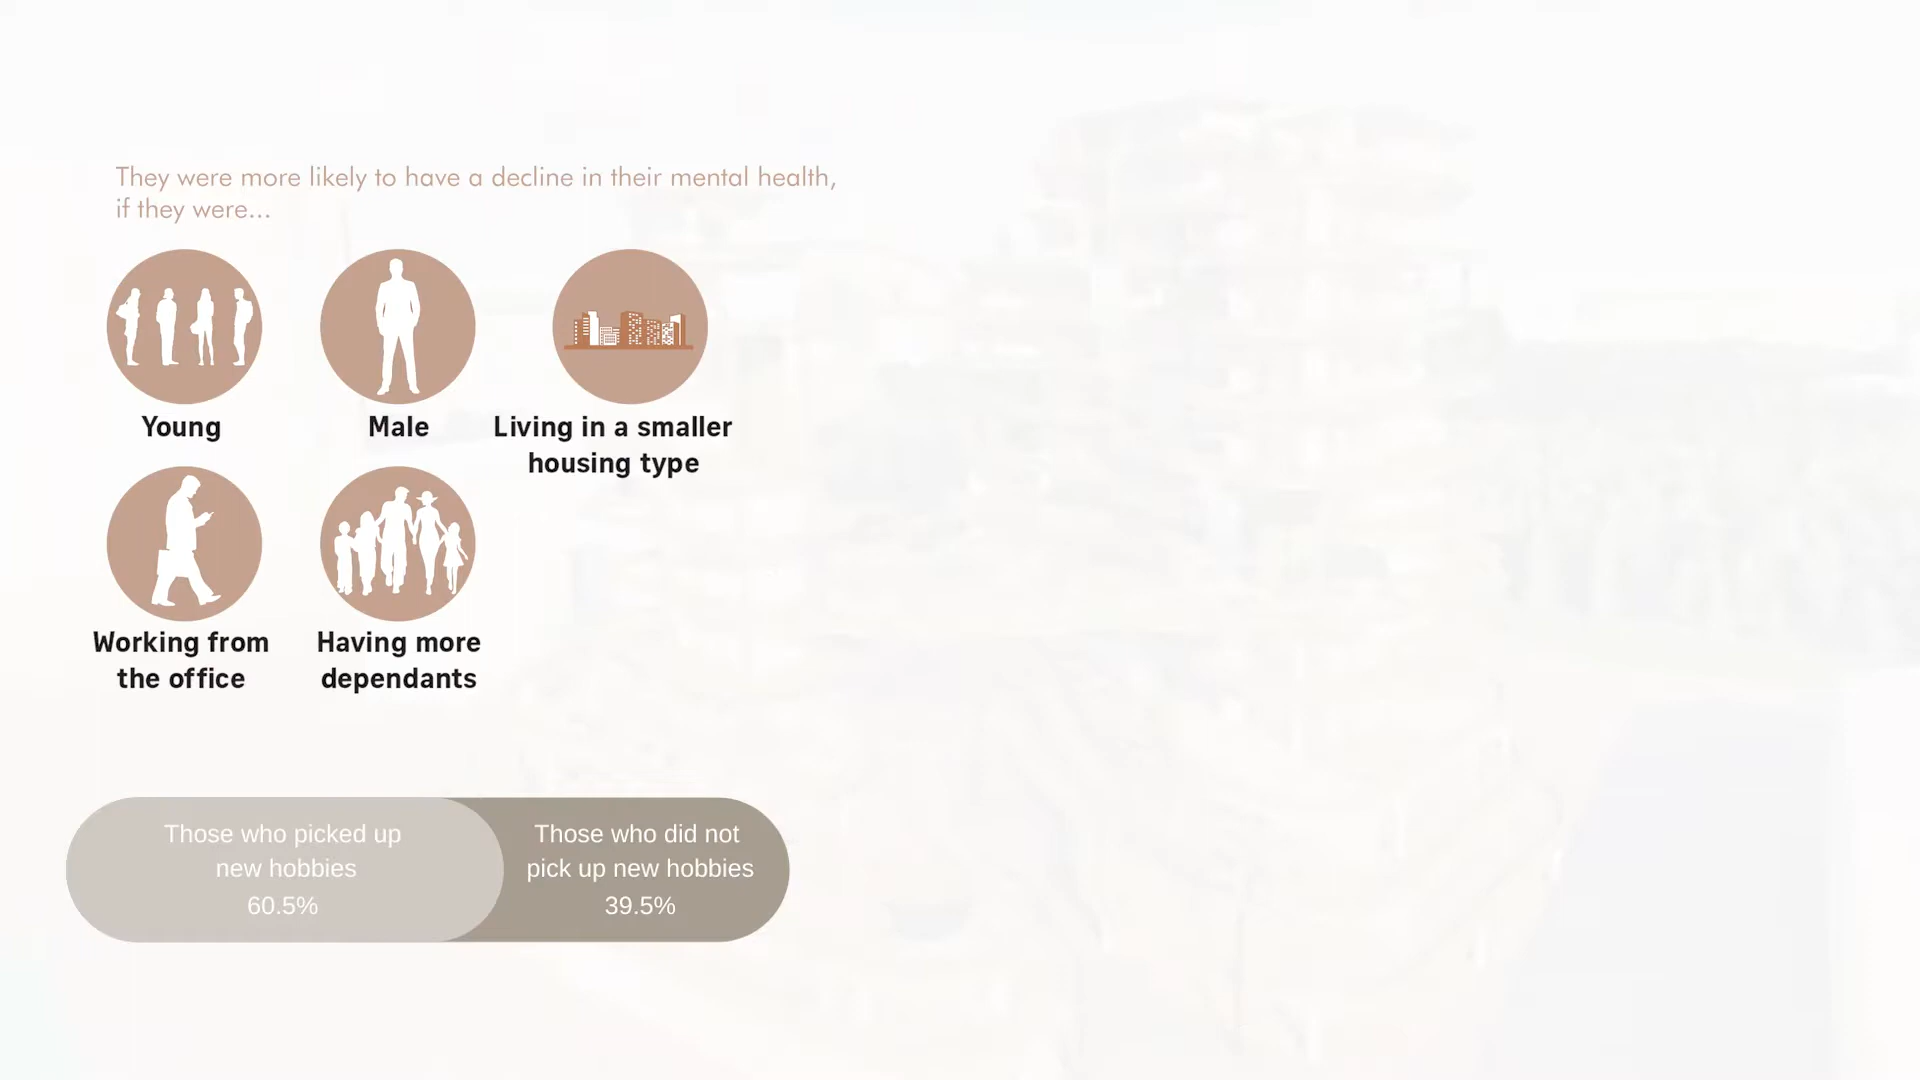 They were more likely to have a decline in their mental health,
if they were...
Young
Male
Living in a smaller
housing type
Working from
the office
Having more
dependants
Those who picked up
new hobbies
60.5%
Those who did not
pick up new hobbies
39.5%